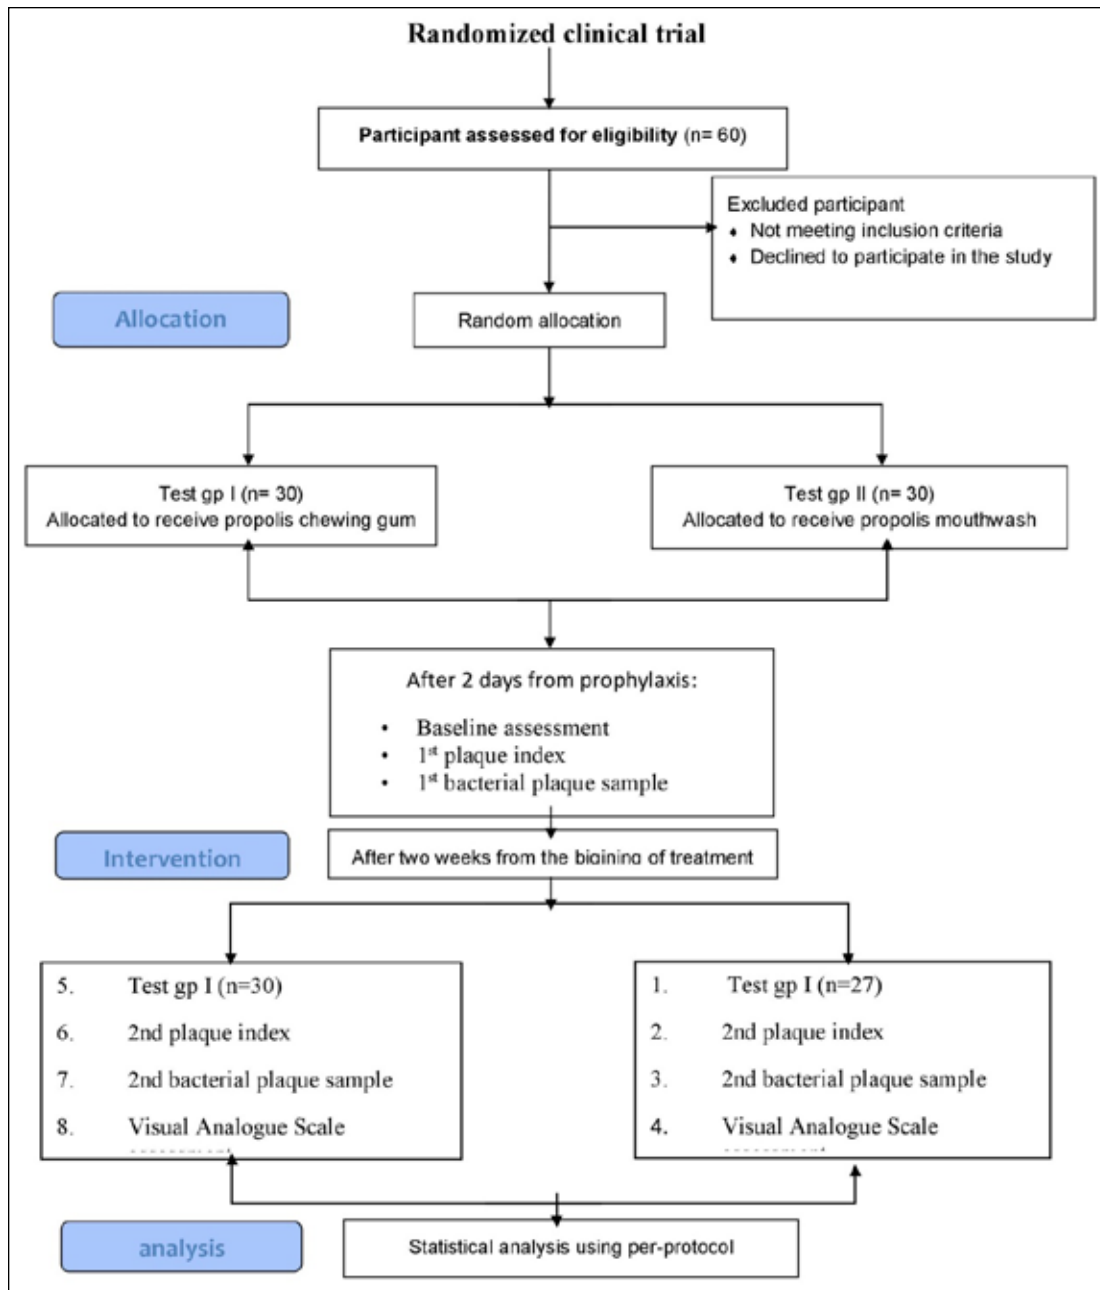 Randomized clinical trial
Participant assessed for eligibility (n= 60)
Excluded participant
♦ Not meeting inclusion criteria
♦ Declined to participate in the study
Allocation
Random allocation
Test gp I (n= 30)
Allocated to receive propolis chewing gum
Test gp II (n= 30)
Allocated to receive propolis mouthwash
After 2 days from prophylaxis:
• Baseline assessment
• 1st plaque index
• 1st bacterial plaque sample
Intervention
After two weeks from the bigining of treatment
5. Test gp I (n=30)
6. 2nd plaque index
7. 2nd bacterial plaque sample
8. Visual Analogue Scale
1. Test gp I (n=27)
2. 2nd plaque index
3. 2nd bacterial plaque sample
4. Visual Analogue Scale
analysis
Statistical analysis using per-protocol